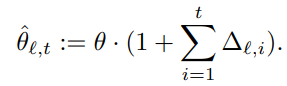 θ̂_{ℓ,t} := θ · (1 + ∑_{i=1}^{t} Δ_{ℓ,i}).